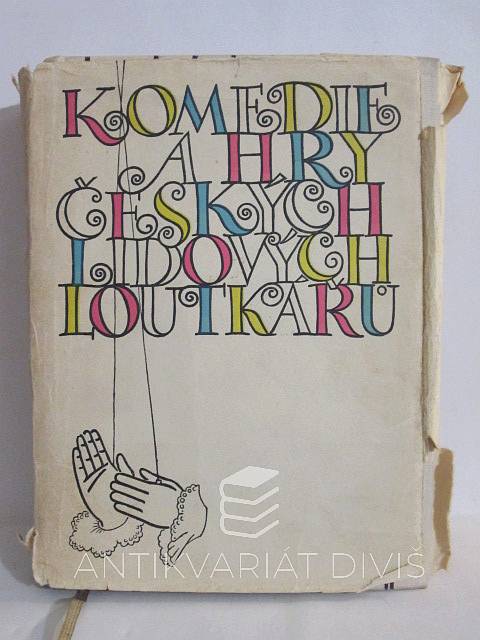 KOMEDIE
A HRY
ČESKÝCH
LIDOVÝCH
LOUTKÁŘŮ
ANTIKVARIÁT DIVIŠ